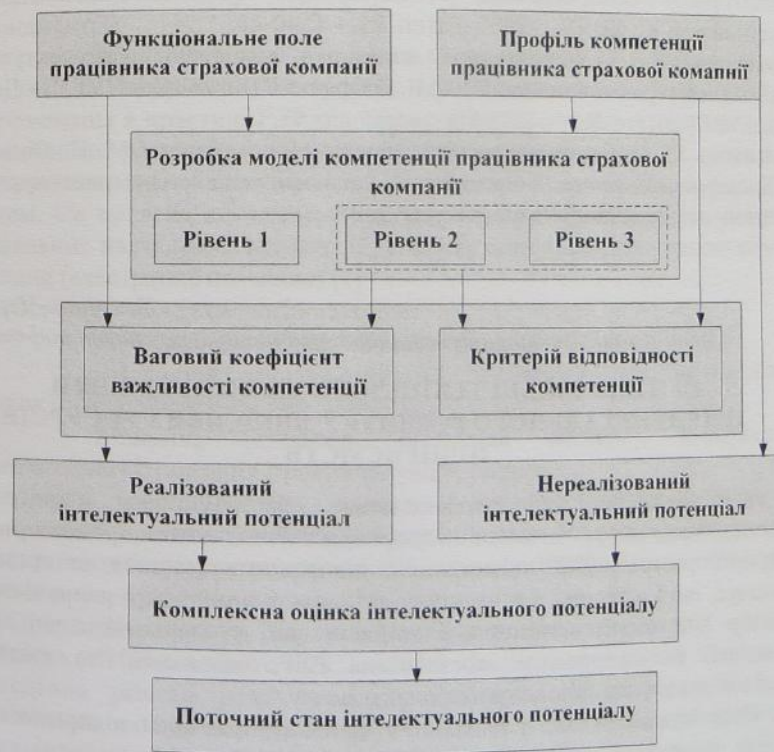 Функціональне поле
працівника страхової компанії
Профіль компетенції
працівника страхової комапнії
Розробка моделі компетенції працівника страхової
компанії
Рівень 1
Рівень 2
Рівень 3
Ваговий коефіцієнт
важливості компетенції
Критерій відповідності
компетенції
Реалізований
інтелектуальний потенціал
Нереалізований
інтелектуальний потенціал
Комплексна оцінка інтелектуального потенціалу
Поточний стан інтелектуального потенціалу